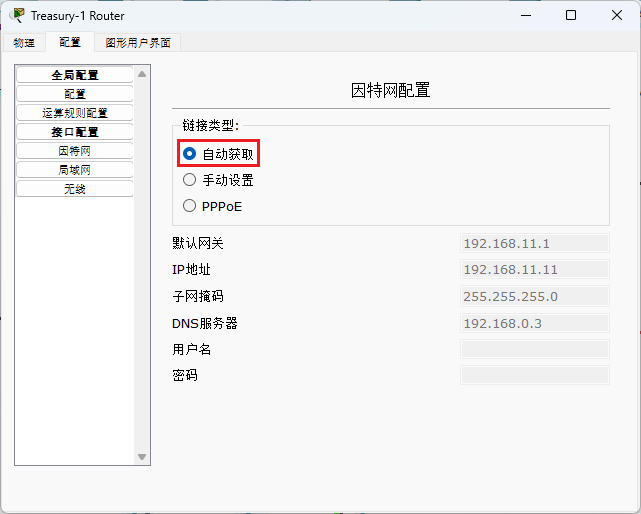 Treasury-1 Router
物理 配置 图形用户界面
全局配置
配置
运算规则配置
接口配置
因特网
局域网
无线
因特网配置
链接类型:
自动获取
手动设置
PPPoE
默认网关 192.168.11.1
IP地址 192.168.11.11
子网掩码 255.255.255.0
DNS服务器 192.168.0.3
用户名
密码